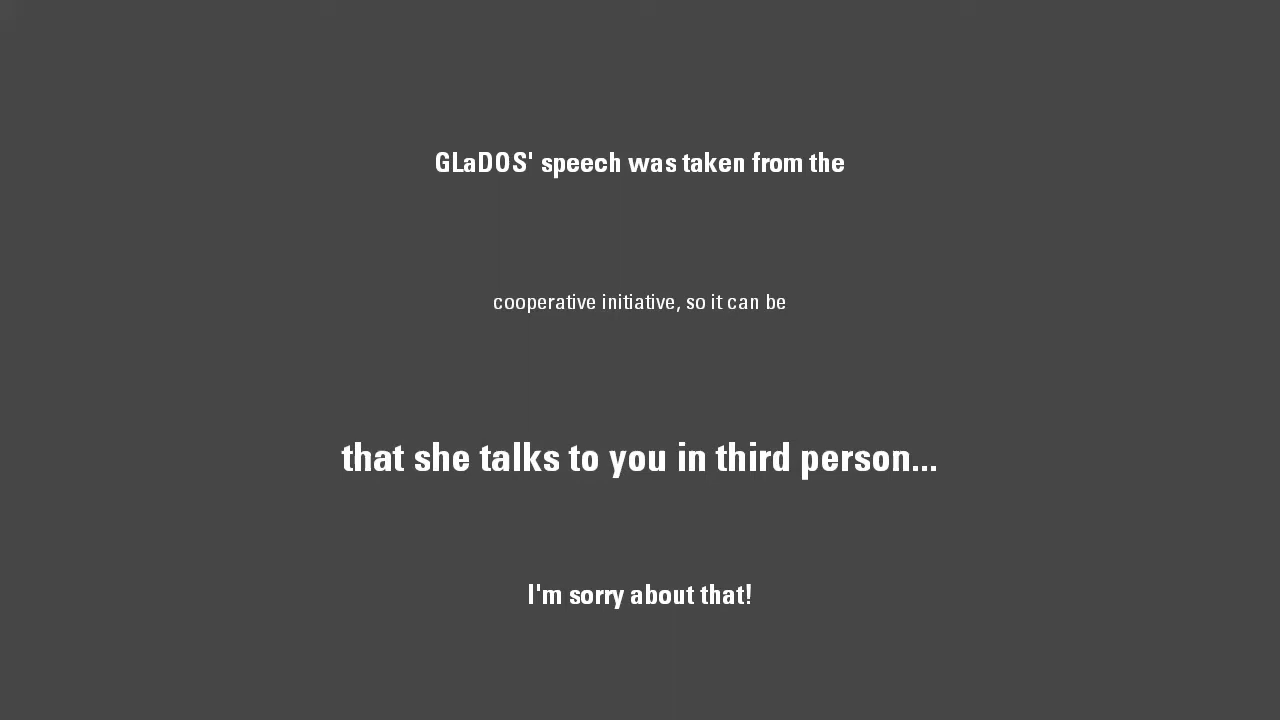 GLaDOS' speech was taken from the
cooperative initiative, so it can be
that she talks to you in third person...
I'm sorry about that!